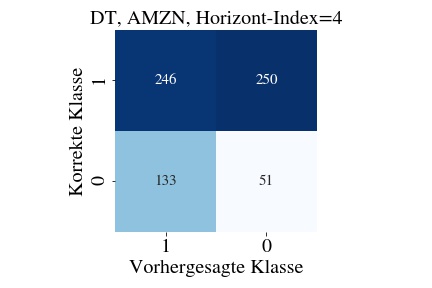 DT, AMZN, Horizont-Index=4
Korrekte Klasse
1
246 250
0
133 51
1 0
Vorhergesagte Klasse